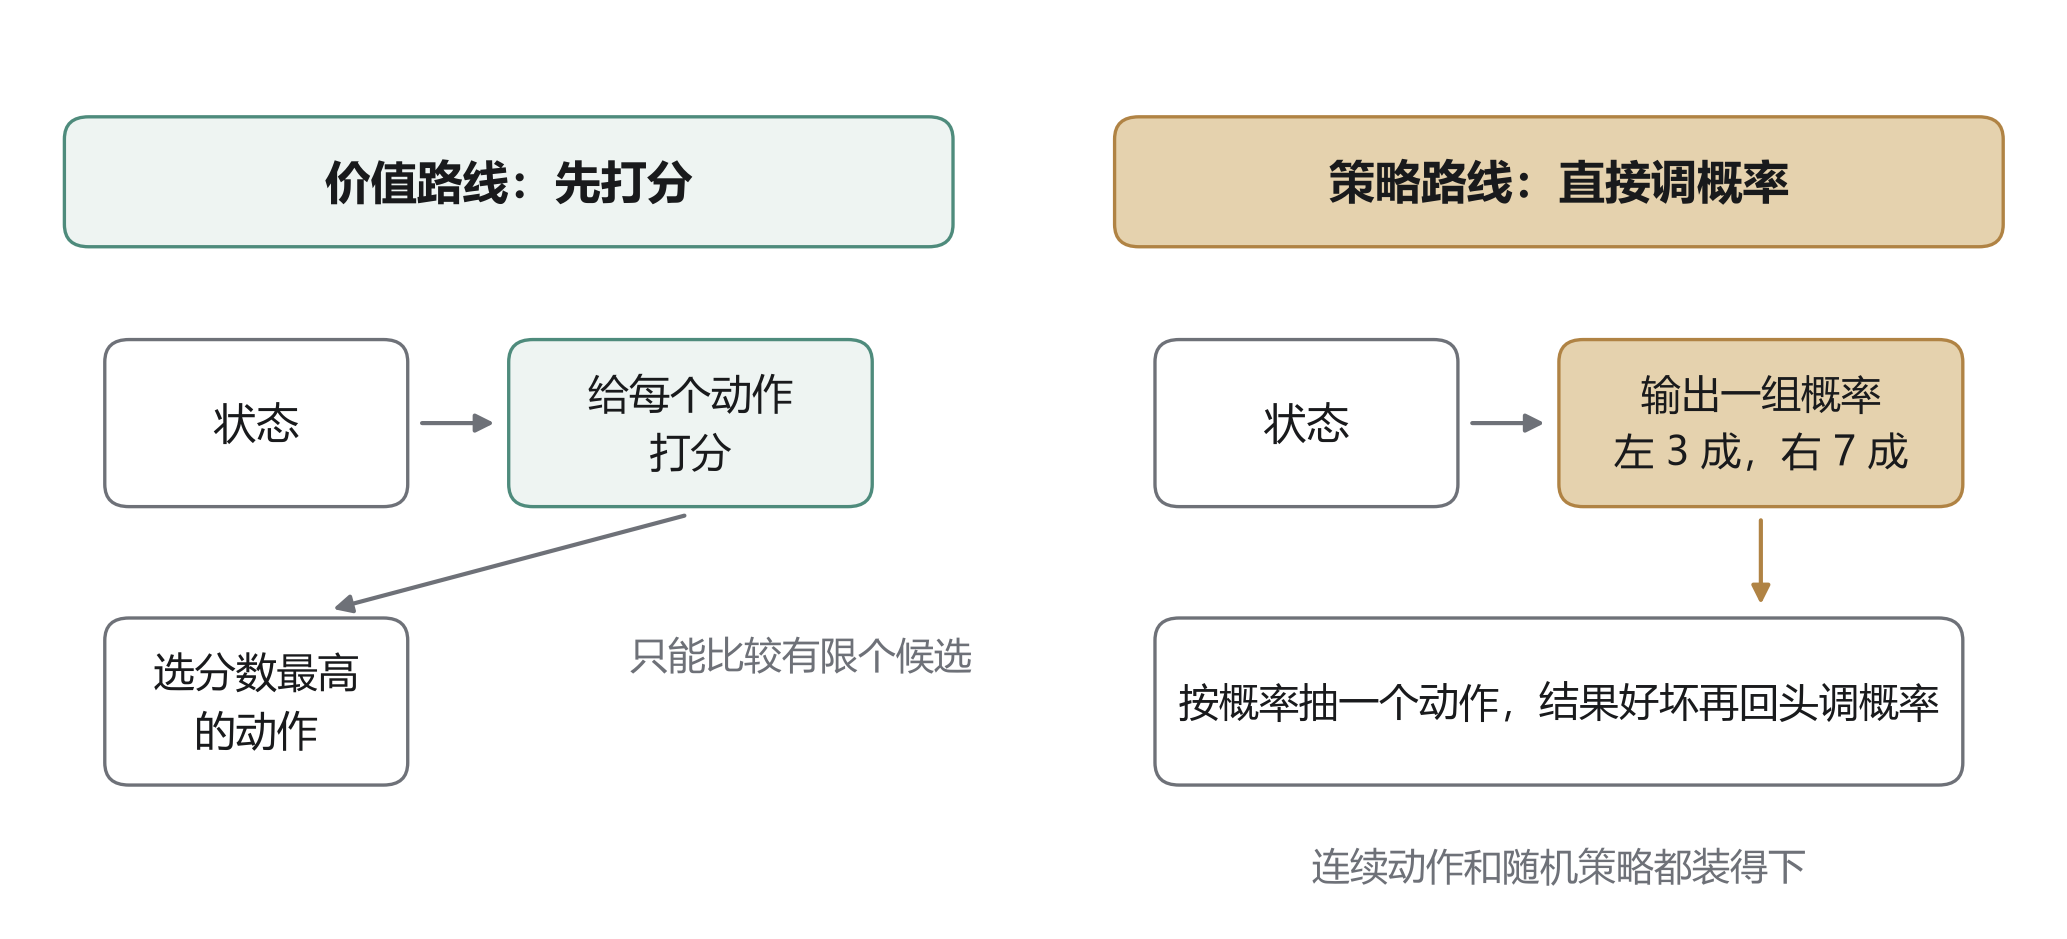 价值路线：先打分
状态
给每个动作
打分
选分数最高
的动作
只能比较有限个候选
策略路线：直接调概率
状态
输出一组概率
左 3 成，右 7 成
按概率抽一个动作，结果好坏再回头调概率
连续动作和随机策略都装得下